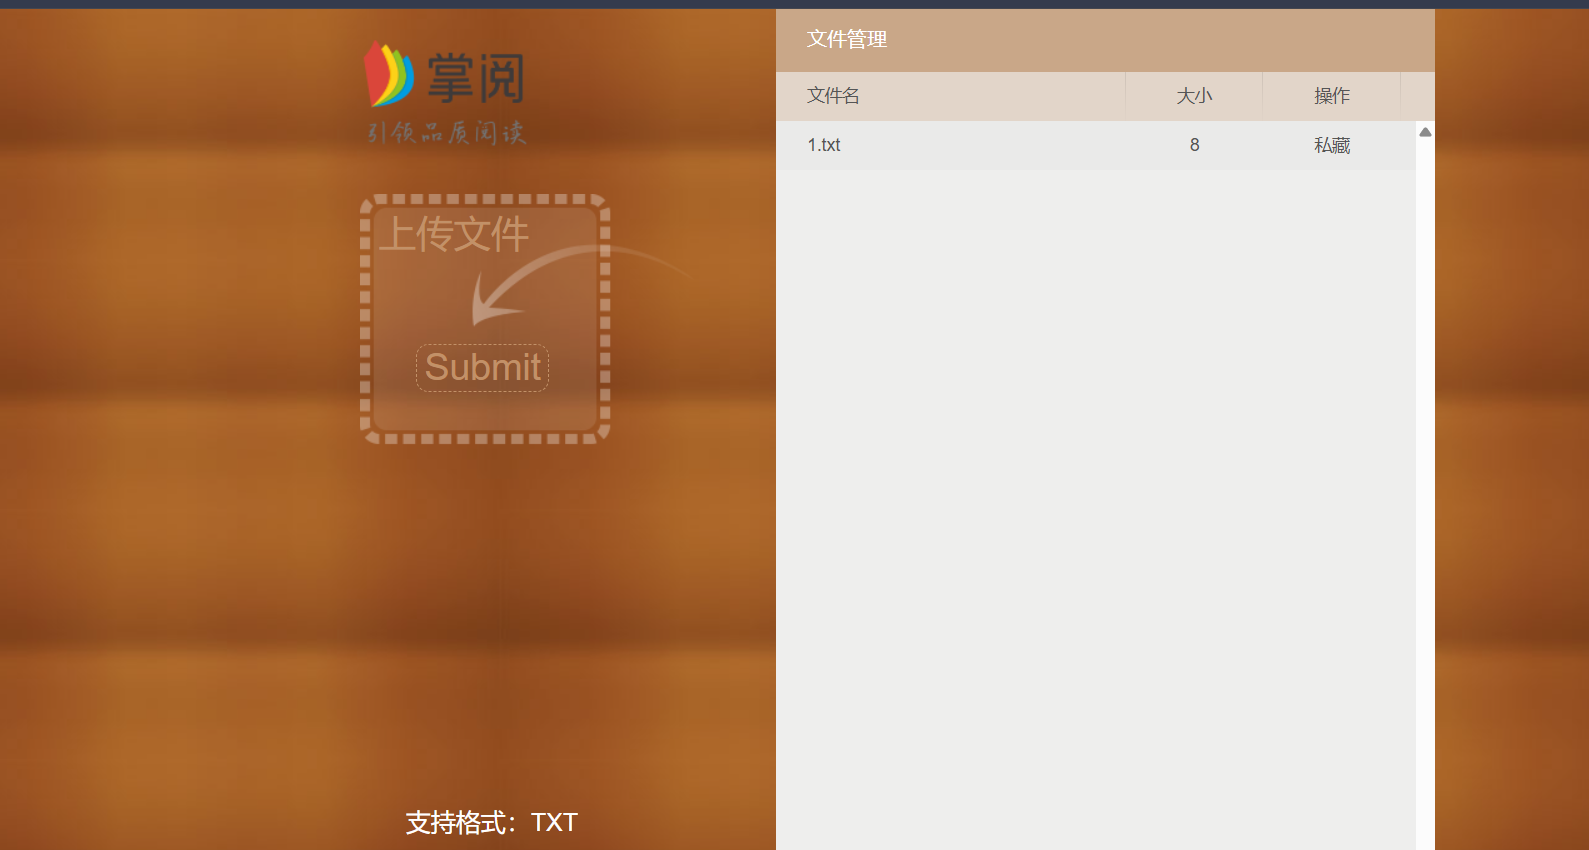 掌阅
引领品质阅读
上传文件
Submit
支持格式：TXT
文件管理
文件名 大小 操作
1.txt 8 私藏